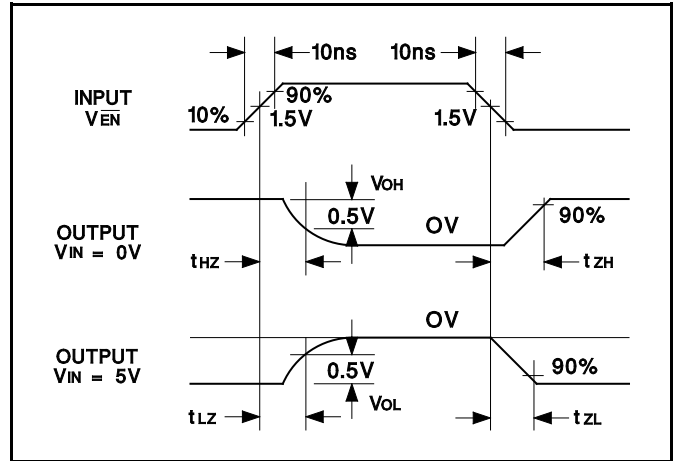 10ns 10ns
INPUT
VEN
10%
90%
1.5V
1.5V
VOH
0.5V
OV
90%
OUTPUT
VIN = 0V
tHZ
tZH
OV
OUTPUT
VIN = 5V
0.5V
90%
VOL
tLZ
tZL